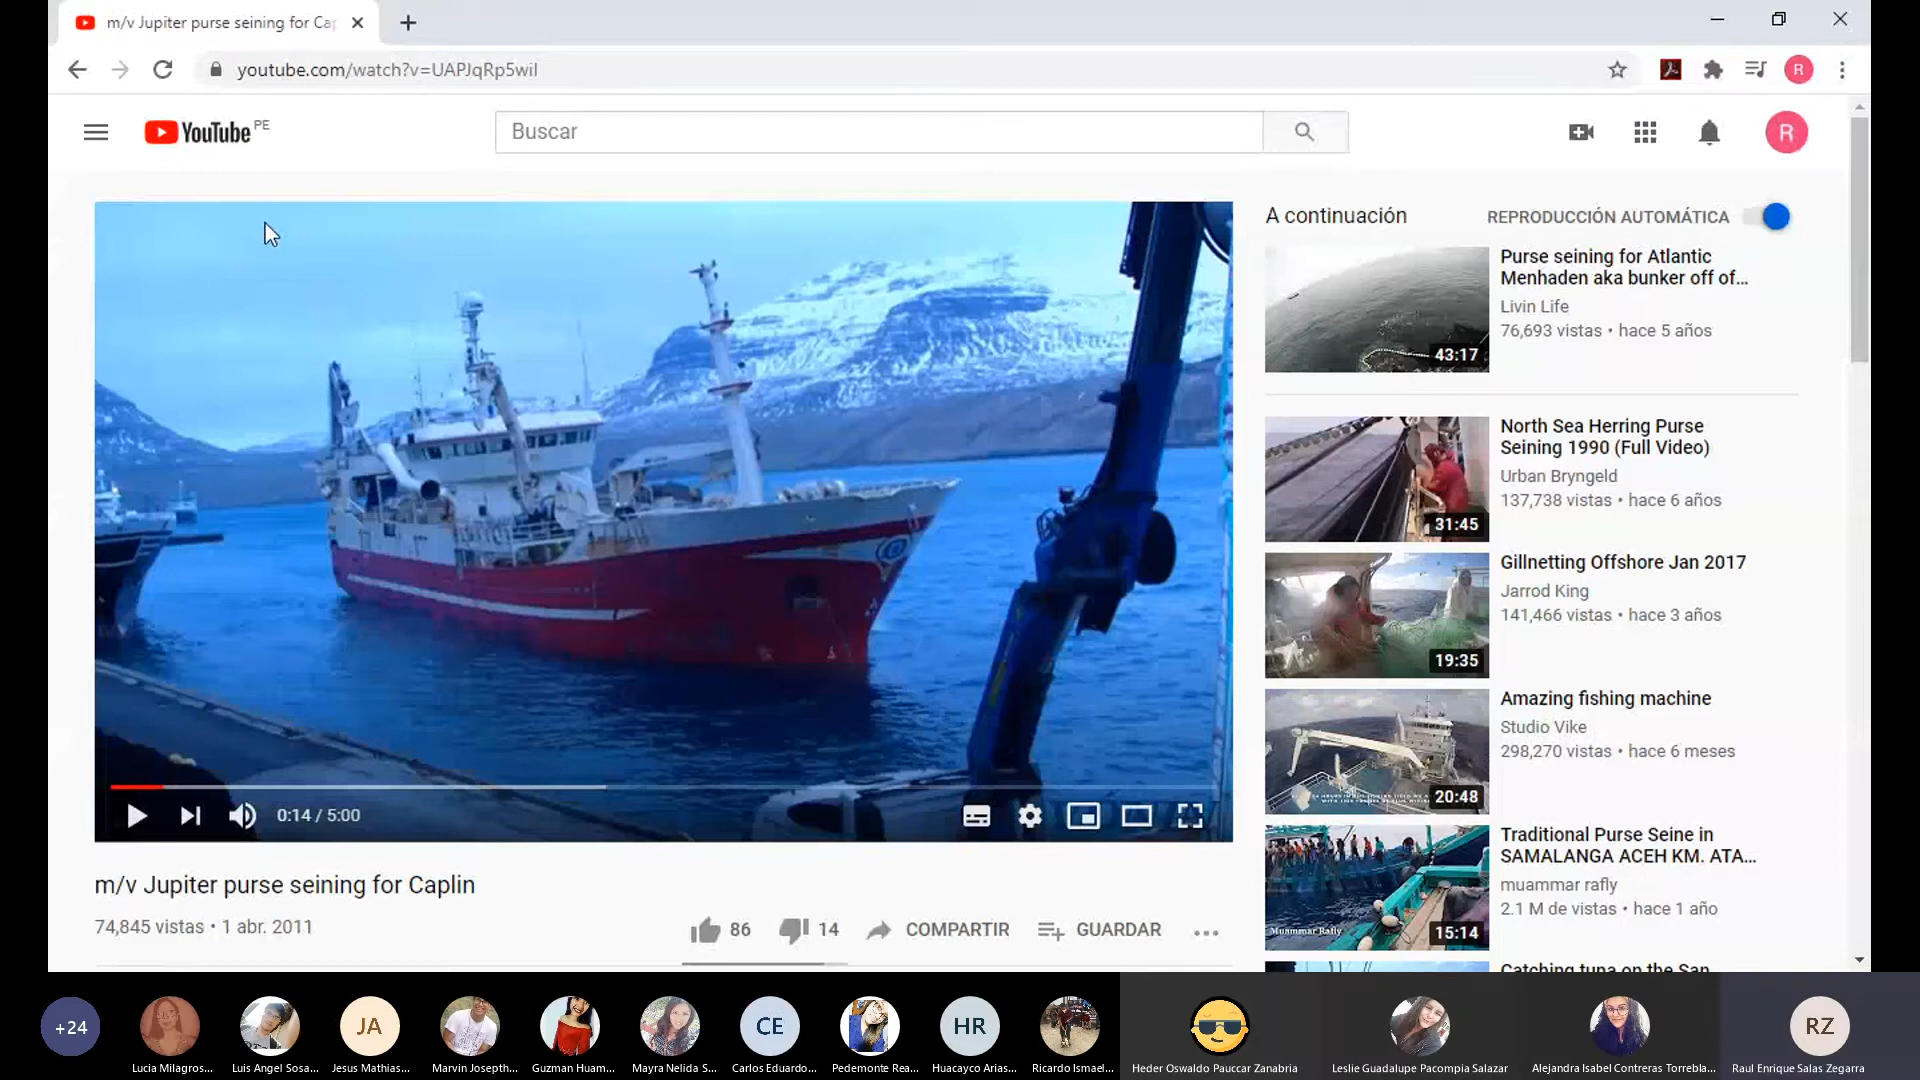 m/v Jupiter purse seining for Cap
youtube.com/watch?v=UAPJqRp5wiI
R
YouTube PE
Buscar
R
A continuación
REPRODUCCIÓN AUTOMÁTICA
Purse seining for Atlantic
Menhaden aka bunker off of...
Livin Life
76,693 vistas • hace 5 años
43:17
North Sea Herring Purse
Seining 1990 (Full Video)
Urban Bryngeld
137,738 vistas • hace 6 años
31:45
Gillnetting Offshore Jan 2017
Jarrod King
141,466 vistas • hace 3 años
19:35
Amazing fishing machine
Studio Vike
298,270 vistas • hace 6 meses
20:48
Traditional Purse Seine in
SAMALANGA ACEH KM. ATA...
muammar rafly
2.1 M de vistas • hace 1 año
Muammar Rafly
15:14
Catching tuna on the San
0:14 / 5:00
m/v Jupiter purse seining for Caplin
74,845 vistas • 1 abr. 2011
86
14
COMPARTIR
GUARDAR
+24
JA
CE
HR
RZ
Lucia Milagros...
Luis Angel Sosa...
Jesus Mathias...
Marvin Josepth...
Guzman Huam...
Mayra Nelida S...
Carlos Eduardo...
Pedemonte Rea...
Huacayco Arias...
Ricardo Ismael...
Heder Oswaldo Pauccar Zanabria
Leslie Guadalupe Pacompia Salazar
Alejandra Isabel Contreras Torrebla...
Raul Enrique Salas Zegarra